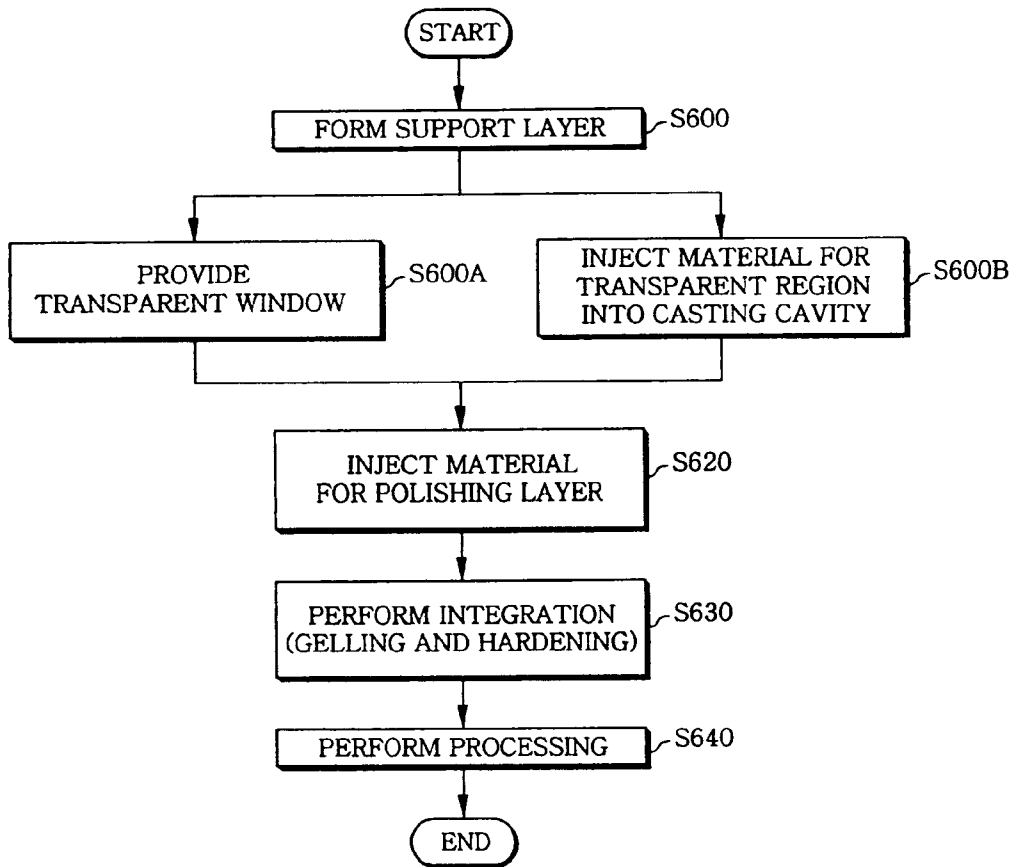 START
FORM SUPPORT LAYER
S600
PROVIDE
TRANSPARENT WINDOW
S600A
INJECT MATERIAL FOR
TRANSPARENT REGION
INTO CASTING CAVITY
S600B
INJECT MATERIAL
FOR POLISHING LAYER
S620
PERFORM INTEGRATION
(GELLING AND HARDENING)
S630
PERFORM PROCESSING
S640
END